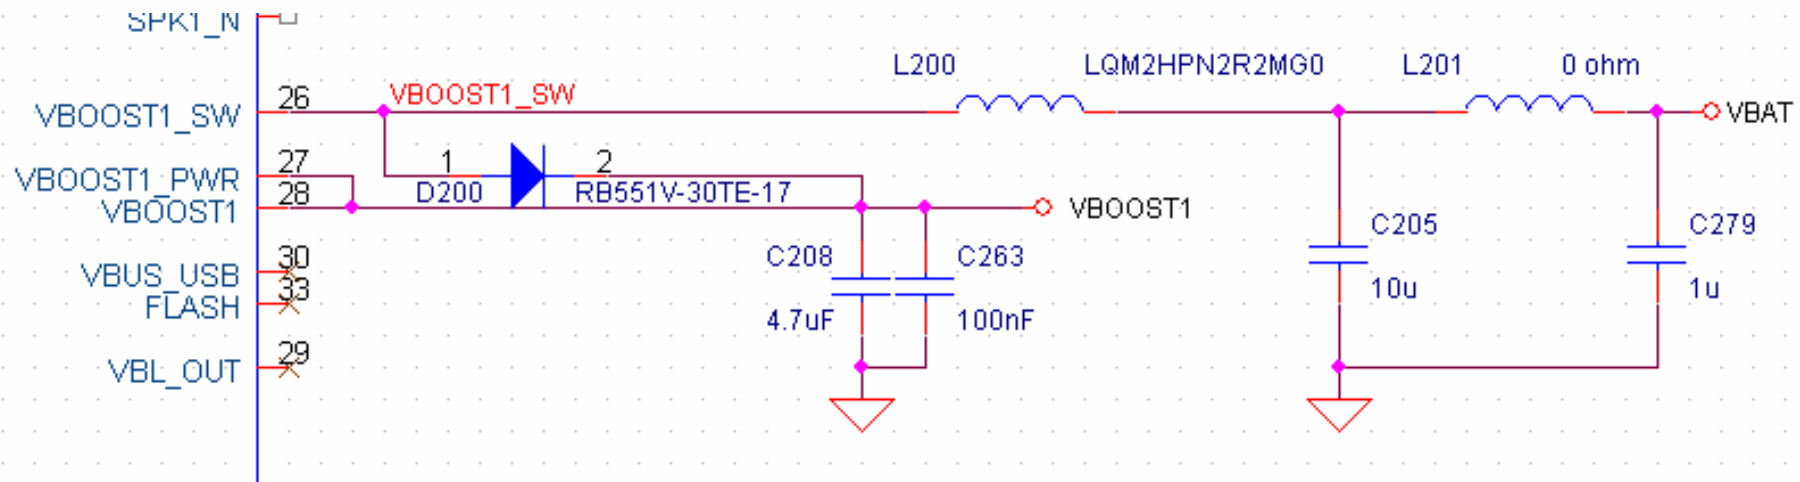 SPK1_N
L200 LQM2HPN2R2MG0 L201 0 ohm
VBOOST1_SW 26 VBOOST1_SW VBAT
VBOOST1_PWR 27 1 2
VBOOST1 28 D200 RB551V-30TE-17 VBOOST1
C205 C279
VBUS_USB 30 C208 C263
FLASH 33 10u 1u
4.7uF 100nF
VBL_OUT 29